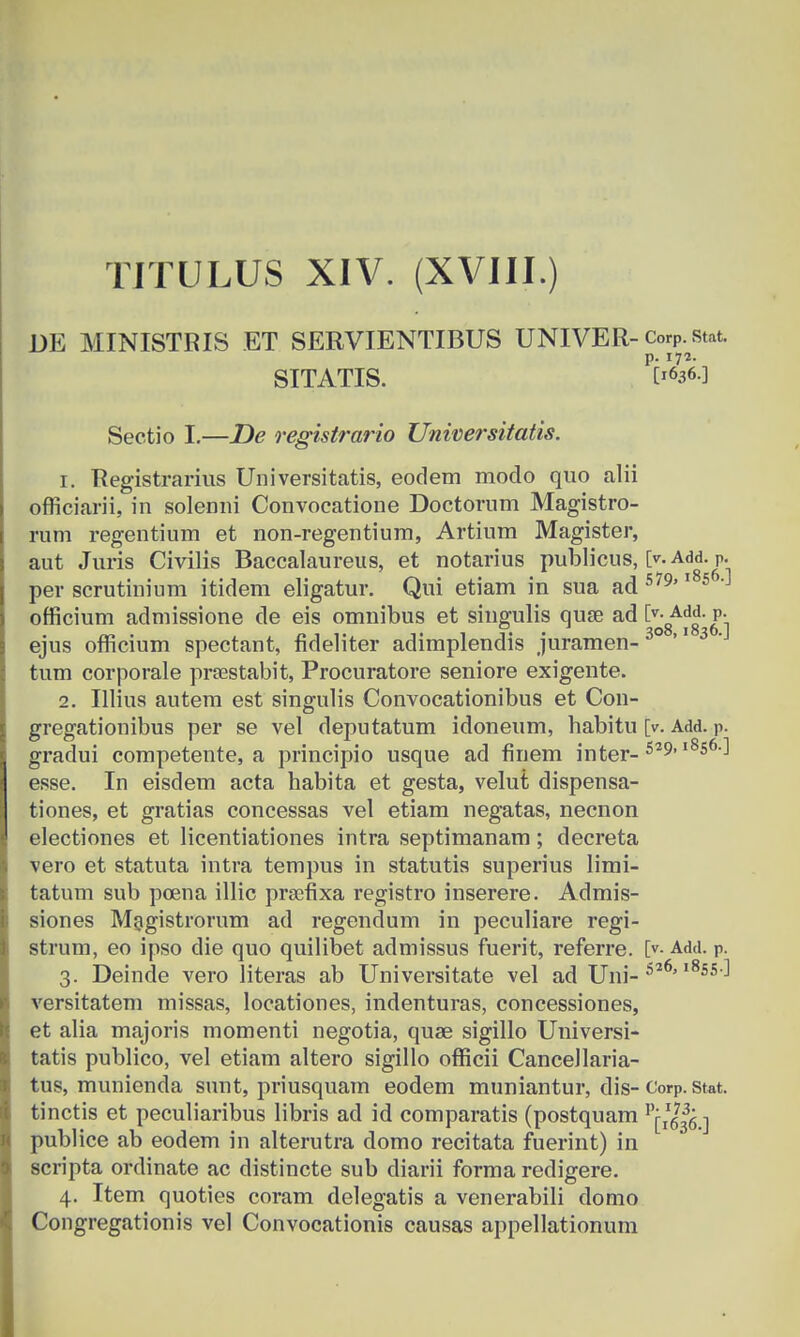 TITULUS XIV. (XVIII.)
DE MINISTRIS ET SERVIENTIBUS UNIVER- Corp. Stat.
p. 172.
SITATIS. [1636.]
Sectio I.—De registrario Universitatis.
1. Registrarius Universitatis, eodem modo quo alii
officiarii, in solenni Convocatione Doctorum Magistro-
rum regentium et non-regentium, Artium Magister,
aut Juris Civilis Baccalaureus, et notarius publicus, [v. Add. p.
per scrutinium itidem eligatur. Qui etiam in sua ad 579, 1856.]
officium admissione de eis omnibus et singulis quæ ad [v. Add. p.
ejus officium spectant, fideliter adimplendis juramen- 308, 1836.]
tum corporale præstabit, Procuratore seniore exigente.
2. Illius autem est singulis Convocationibus et Con-
gregationibus per se vel deputatum idoneum, habitu [v. Add. p.
gradui competente, a principio usque ad finem inter- 529, 1856.]
esse. In eisdem acta habita et gesta, velut dispensa-
tiones, et gratias concessas vel etiam negatas, necnon
electiones et licentiationes intra septimanam; decreta
vero et statuta intra tempus in statutis superius limi-
tatum sub pœna illic præfixa registro inserere. Admis-
siones Magistrorum ad regendum in peculiare regi-
strum, eo ipso die quo quilibet admissus fuerit, referre. [v. Add. p.
3. Deinde vero literas ab Universitate vel ad Uni- 526, 1855.]
versitatem missas, locationes, indenturas, concessiones,
et alia majoris momenti negotia, quæ sigillo Universi-
tatis publico, vel etiam altero sigillo officii Cancellaria-
tus, munienda sunt, priusquam eodem muniantur, dis- Corp. Stat.
tinctis et peculiaribus libris ad id comparatis (postquam p. 173.
[1636.]
publice ab eodem in alterutra domo recitata fuerint) in
scripta ordinate ac distincte sub diarii forma redigere.
4. Item quoties coram delegatis a venerabili domo
Congregationis vel Convocationis causas appellationum